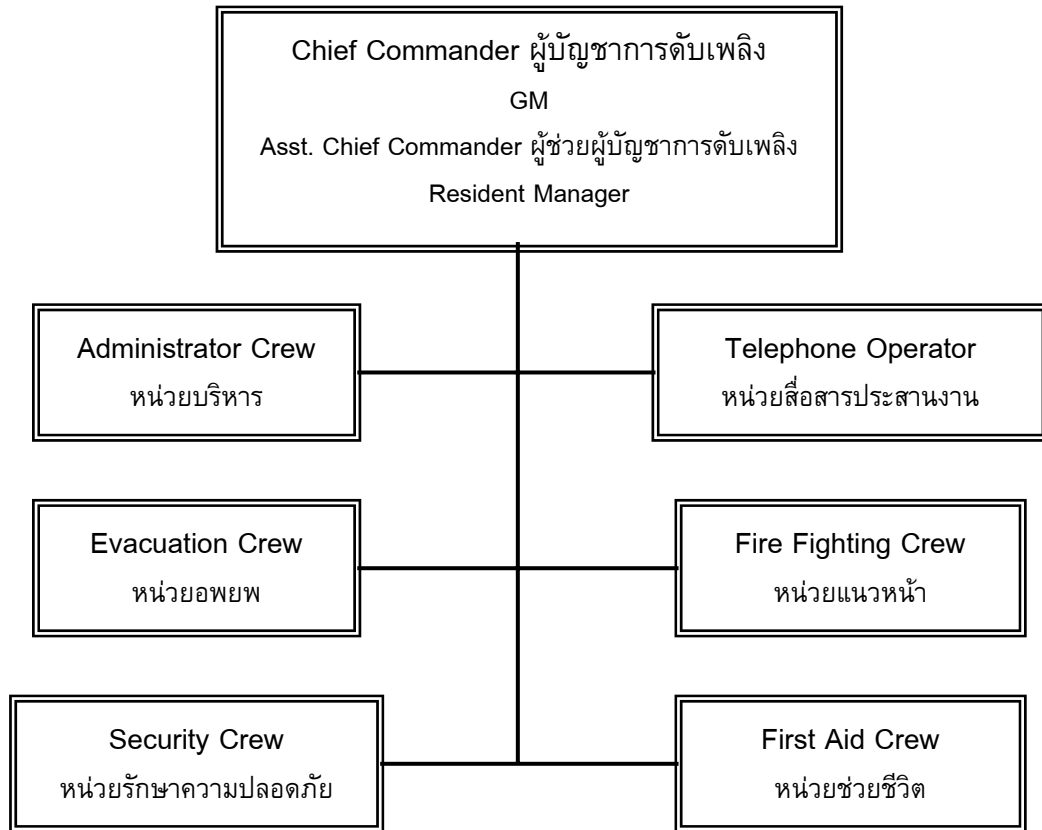 Chief Commander ผู้บัญชาการดับเพลิง
GM
Asst. Chief Commander ผู้ช่วยผู้บัญชาการดับเพลิง
Resident Manager
Administrator Crew
หน่วยบริหาร
Telephone Operator
หน่วยสื่อสารประสานงาน
Evacuation Crew
หน่วยอพยพ
Fire Fighting Crew
หน่วยแนวหน้า
Security Crew
หน่วยรักษาความปลอดภัย
First Aid Crew
หน่วยช่วยชีวิต